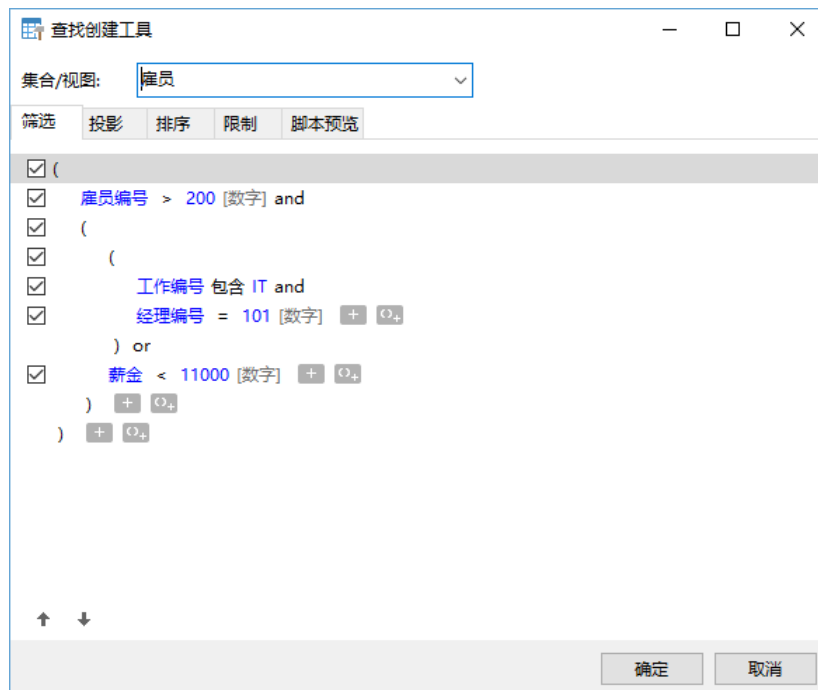 查找创建工具
集合/视图: 雇员
筛选 投影 排序 限制 脚本预览
(
雇员编号 > 200 [数字] and
(
(
工作编号 包含 IT and
经理编号 = 101 [数字]
) or
薪金 < 11000 [数字]
)
)
确定 取消